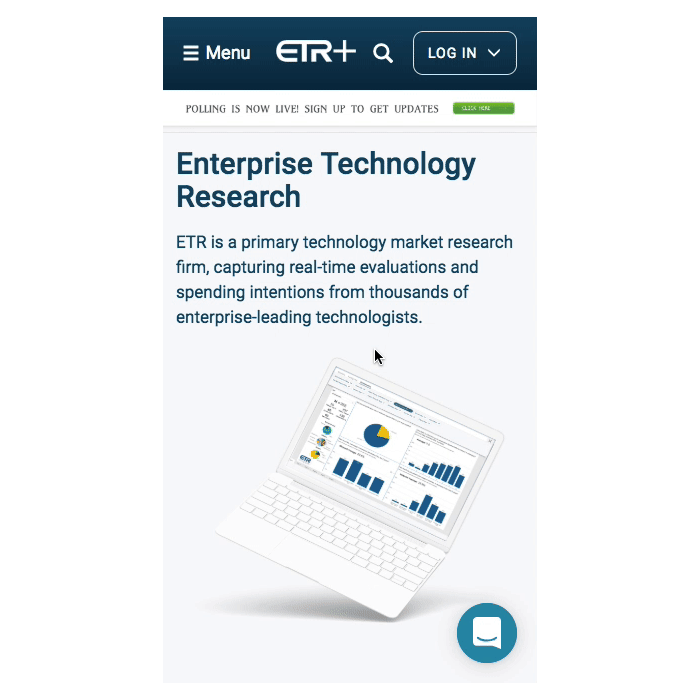 Menu
ETR+
LOG IN
POLLING IS NOW LIVE! SIGN UP TO GET UPDATES
CLICK HERE
Enterprise Technology
Research
ETR is a primary technology market research
firm, capturing real-time evaluations and
spending intentions from thousands of
enterprise-leading technologists.
ETR